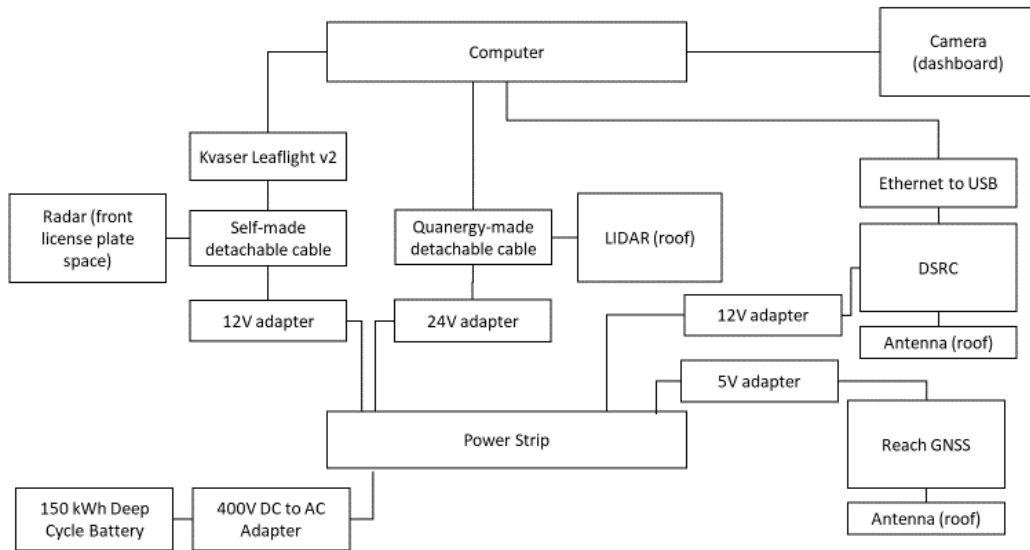 Computer
Camera
(dashboard)
Kvaser Leaflight v2
Ethernet to USB
Radar (front
license plate
space)
Self-made
detachable cable
Quanergy-made
detachable cable
LIDAR (roof)
DSRC
12V adapter
24V adapter
12V adapter
Antenna (roof)
5V adapter
Power Strip
Reach GNSS
150 kWh Deep
Cycle Battery
400V DC to AC
Adapter
Antenna (roof)